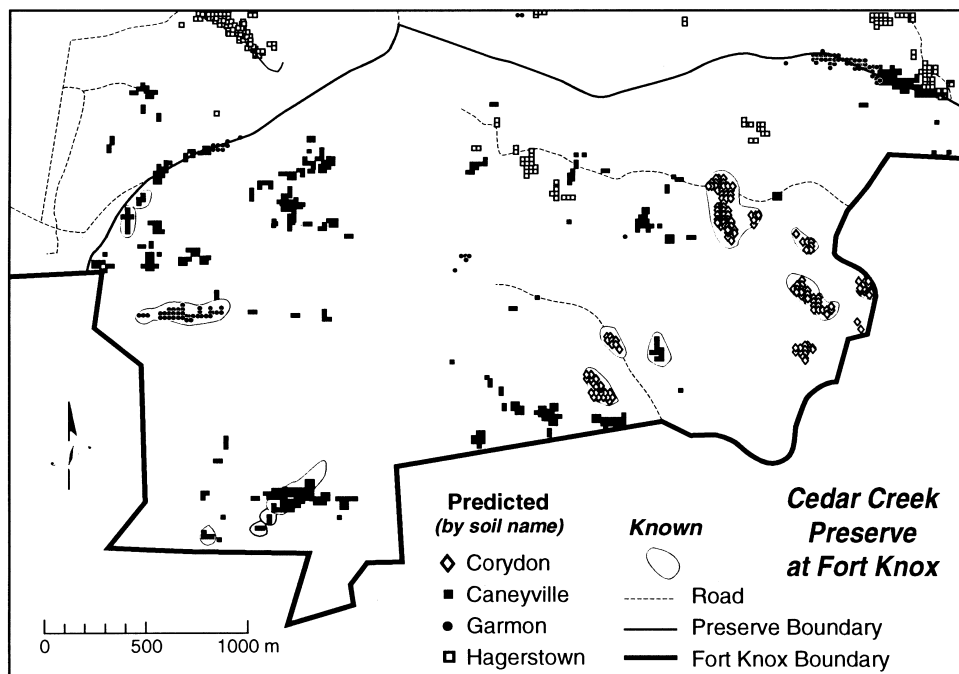 Predicted
(by soil name)
Corydon
Caneyville
Garmon
Hagerstown
Known
Road
Preserve Boundary
Fort Knox Boundary
Cedar Creek
Preserve
at Fort Knox
0 500 1000 m